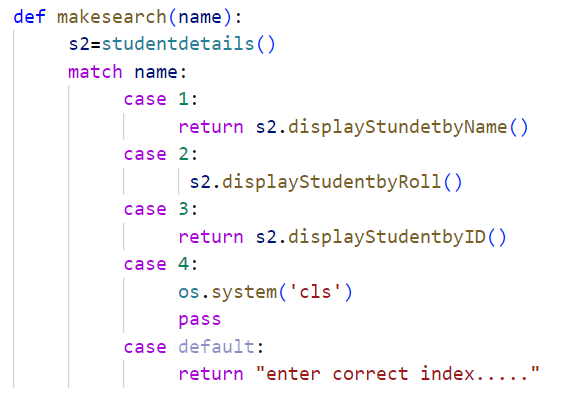 def makesearch(name):
    s2=studentdetails()
    match name:
        case 1:
            return s2.displayStundetbyName()
        case 2:
             s2.displayStudentbyRoll()
        case 3:
            return s2.displayStudentbyID()
        case 4:
            os.system('cls')
            pass
        case default:
            return "enter correct index....."